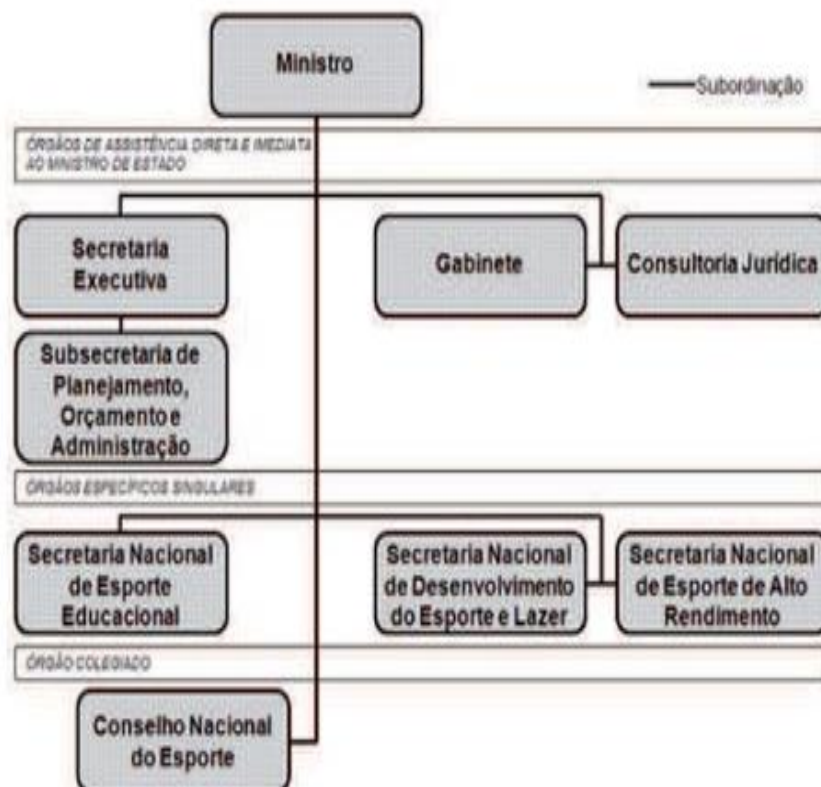 Ministro
Subordinação
ÓRGÃOS DE ASSISTÊNCIA DIRETA E IMEDIATA
AO MINISTRO DE ESTADO
Secretaria
Executiva
Gabinete
Consultoria Jurídica
Subsecretaria de
Planejamento,
Orçamento e
Administração
ÓRGÃOS ESPECÍFICOS SINGULARES
Secretaria Nacional
de Esporte
Educacional
Secretaria Nacional
de Desenvolvimento
do Esporte e Lazer
Secretaria Nacional
de Esporte de Alto
Rendimento
ÓRGÃO COLEGIADO
Conselho Nacional
do Esporte